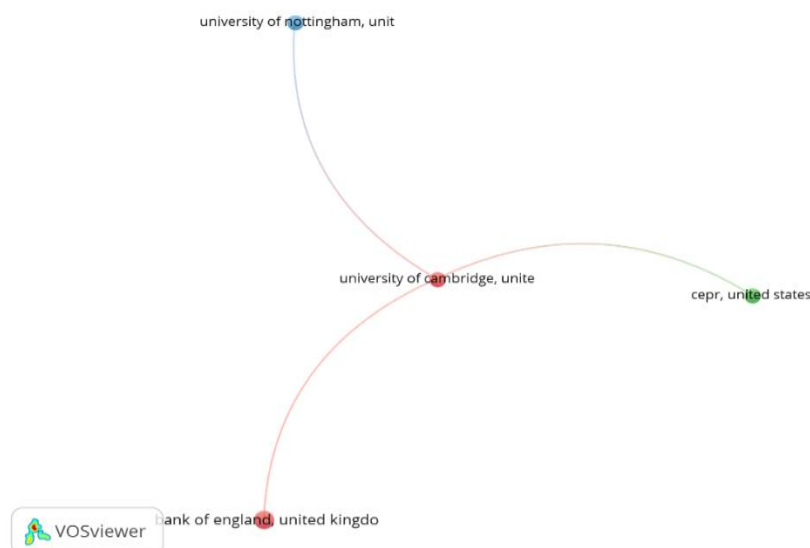 university of nottingham, unit
university of cambridge, unite
cepr, united states
bank of england, united kingdo
VOSviewer